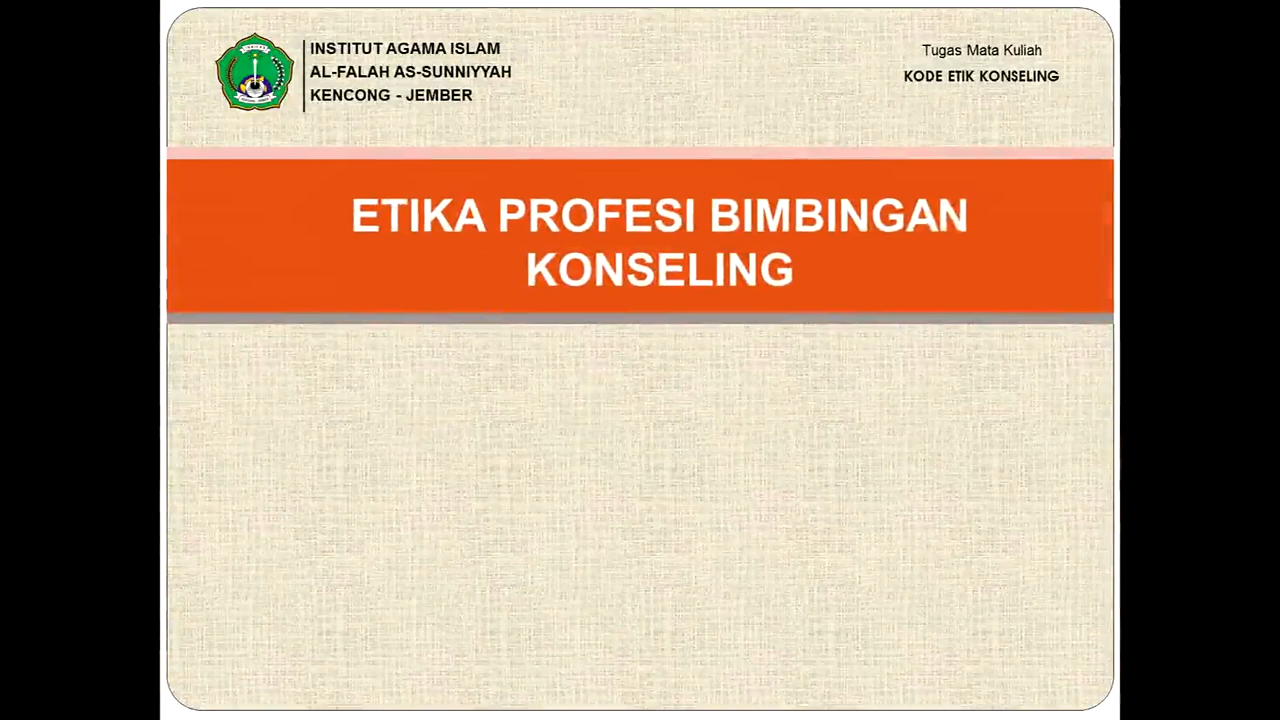 INSTITUT AGAMA ISLAM
AL-FALAH AS-SUNNIYYAH
KENCONG - JEMBER
Tugas Mata Kuliah
KODE ETIK KONSELING
ETIKA PROFESI BIMBINGAN
KONSELING